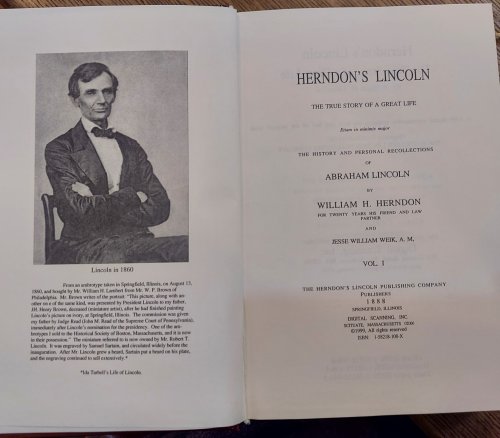 Lincoln in 1860
From an ambrotype taken in Springfield, Illinois, on August 13,
1860, and bought by Mr. William H. Lambert from Mr. W. P. Brown of
Philadelphia. Mr. Brown writes of the portrait: "This picture, along with an-
other one of the same kind, was presented by President Lincoln to my father,
J.H. Henry Brown, deceased (miniature artist), after he had finished painting
Lincoln's picture on ivory, at Springfield, Illinois. The commission was given
my father by Judge Read (John M. Read of the Supreme Court of Pennsylvania),
immediately after Lincoln's nomination for the presidency. One of the am-
brotypes I sold to the Historical Society of Boston, Massachusetts, and it is now
in their possession." The miniature referred to is now owned by Mr. Robert T.
Lincoln. It was engraved by Samuel Sartain, and circulated widely before the
inauguration. After Mr. Lincoln grew a beard, Sartain put a beard on his plate,
and the engraving continued to sell extensively.*
*Ida Tarbell's Life of Lincoln.
HERNDON'S LINCOLN
THE TRUE STORY OF A GREAT LIFE
Etiam in minimis major
THE HISTORY AND PERSONAL RECOLLECTIONS
OF
ABRAHAM LINCOLN
BY
WILLIAM H. HERNDON
FOR TWENTY YEARS HIS FRIEND AND LAW
PARTNER
AND
JESSE WILLIAM WEIK, A. M.
VOL. I
THE HERNDON'S LINCOLN PUBLISHING COMPANY
PUBLISHERS
1888
SPRINGFIELD, ILLINOIS
DIGITAL SCANNING, INC.
SCITUATE, MASSACHUSETTS 02066
©1999, All rights reserved
ISBN: 1-58218-108-X